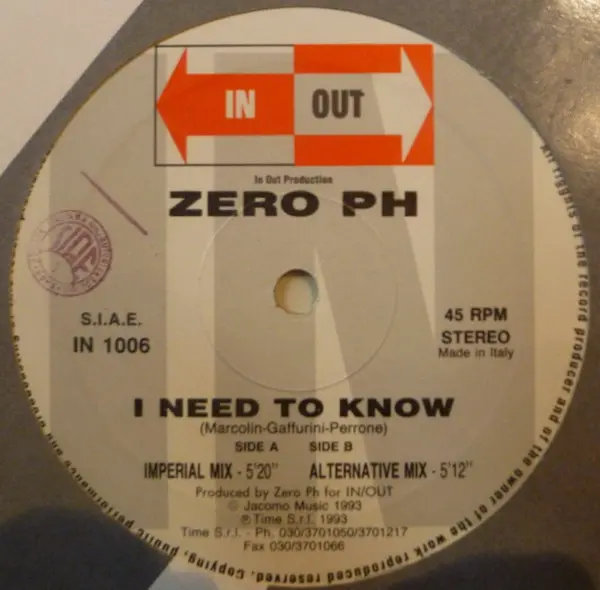 IN OUT
In Out Production
ZERO PH
SIAE
S.I.A.E.
IN 1006
45 RPM
STEREO
Made in Italy
I NEED TO KNOW
(Marcolin-Gaffurini-Perrone)
SIDE A SIDE B
IMPERIAL MIX - 5'20" ALTERNATIVE MIX - 5'12"
Produced by Zero Ph for IN/OUT
© Jacomo Music 1993
℗ Time S.r.l. 1993
Time S.r.l. - Ph. 030/3701050/3701217
Fax 030/3701066
All rights of the record producer and of the owner of the work reproduced reserved. Copying, public performance and